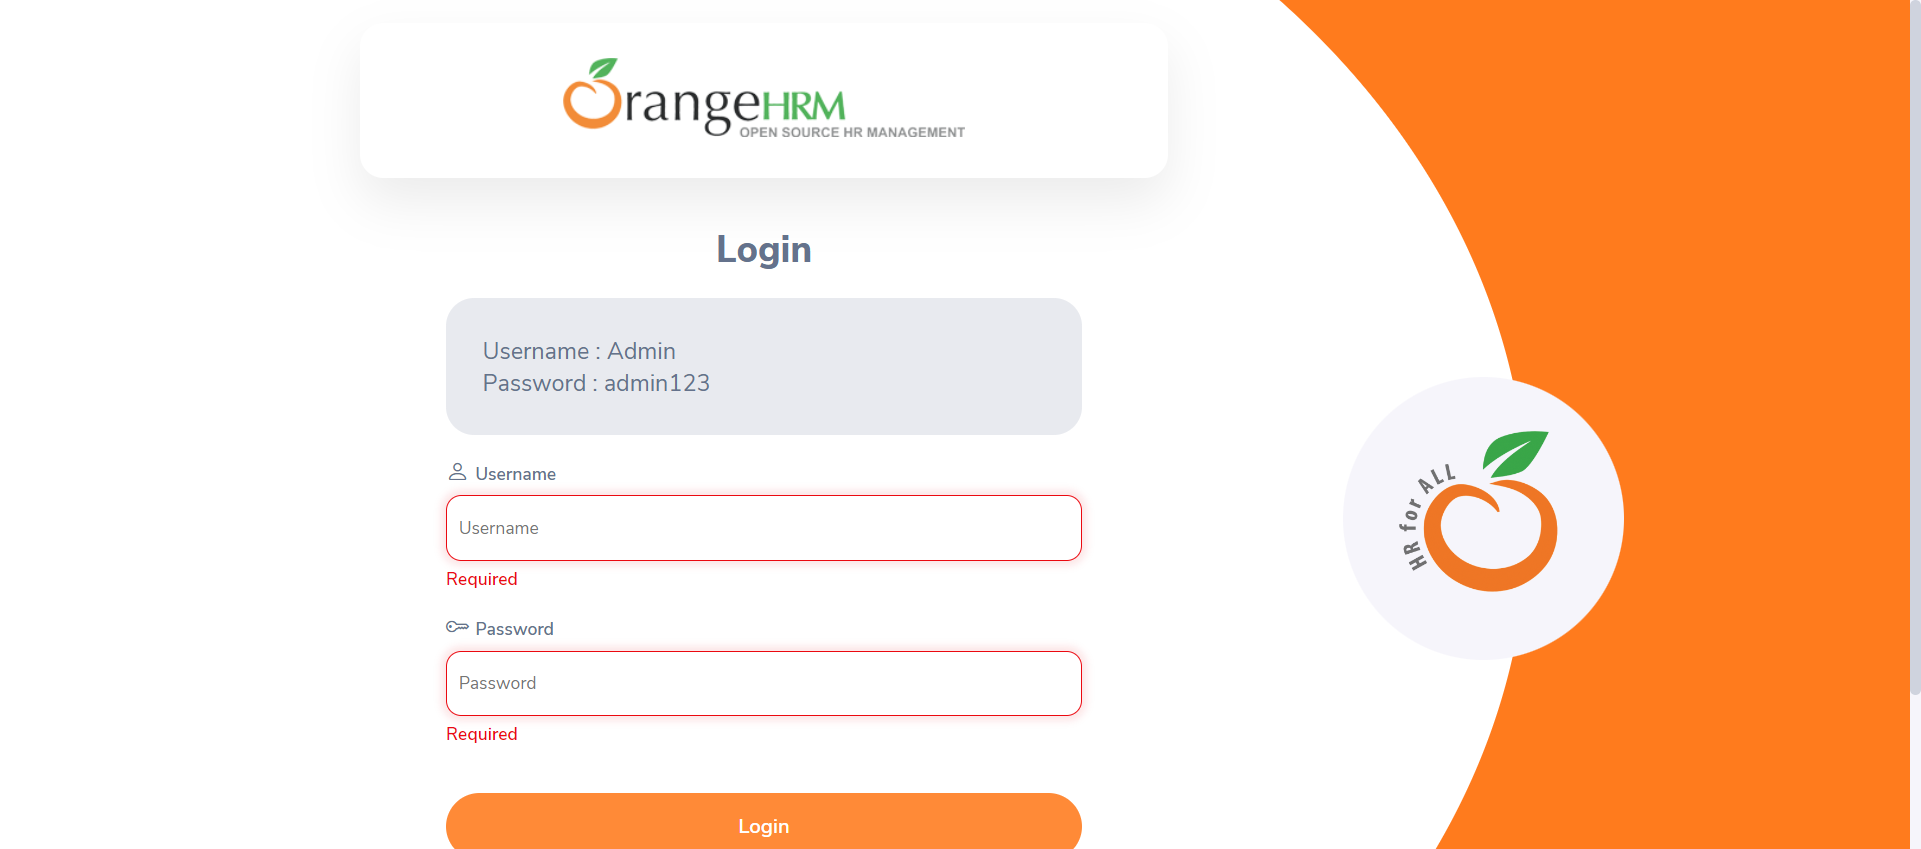 OrangeHRM
OPEN SOURCE HR MANAGEMENT
Login
Username : Admin
Password : admin123
Username
Username
Required
Password
Password
Required
Login
HR for ALL